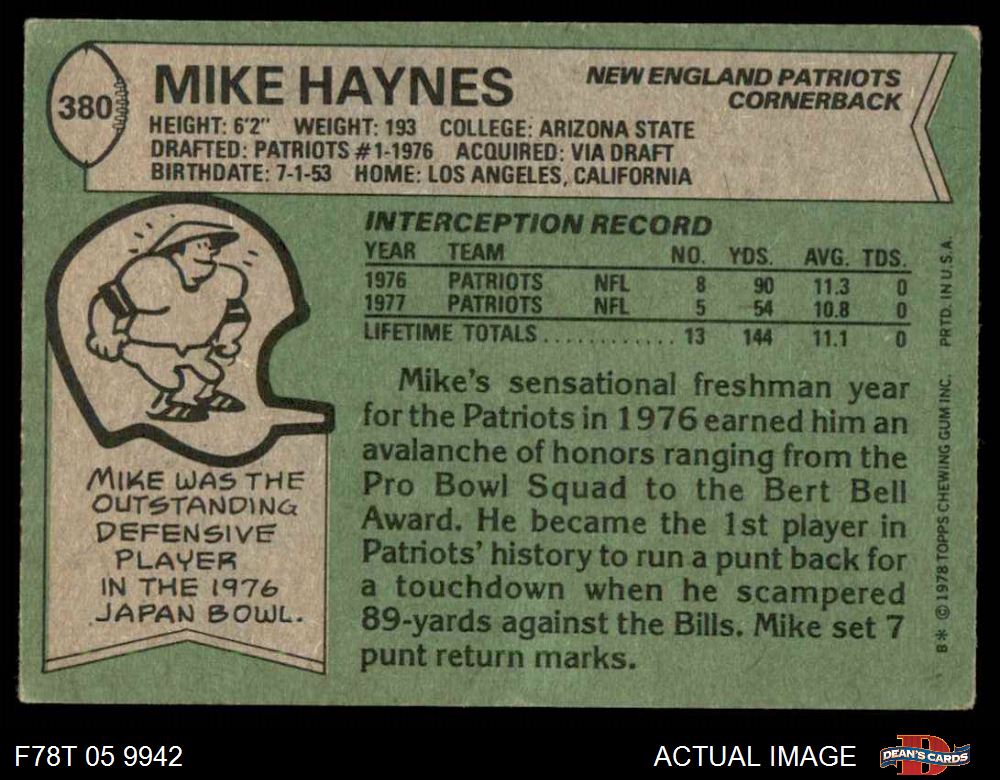 380
MIKE HAYNES
NEW ENGLAND PATRIOTS
CORNERBACK
HEIGHT: 6'2" WEIGHT: 193 COLLEGE: ARIZONA STATE
DRAFTED: PATRIOTS #1-1976 ACQUIRED: VIA DRAFT
BIRTHDATE: 7-1-53 HOME: LOS ANGELES, CALIFORNIA
INTERCEPTION RECORD
YEAR TEAM NO. YDS. AVG. TDS.
1976 PATRIOTS NFL 8 90 11.3 0
1977 PATRIOTS NFL 5 54 10.8 0
LIFETIME TOTALS ............ 13 144 11.1 0
Mike's sensational freshman year
for the Patriots in 1976 earned him an
avalanche of honors ranging from the
Pro Bowl Squad to the Bert Bell
Award. He became the 1st player in
Patriots' history to run a punt back for
a touchdown when he scampered
89-yards against the Bills. Mike set 7
punt return marks.
MIKE WAS THE
OUTSTANDING
DEFENSIVE
PLAYER
IN THE 1976
JAPAN BOWL.
B* © 1978 TOPPS CHEWING GUM INC. PRTD. IN U.S.A.
F78T 05 9942
ACTUAL IMAGE
D
DEAN'S CARDS